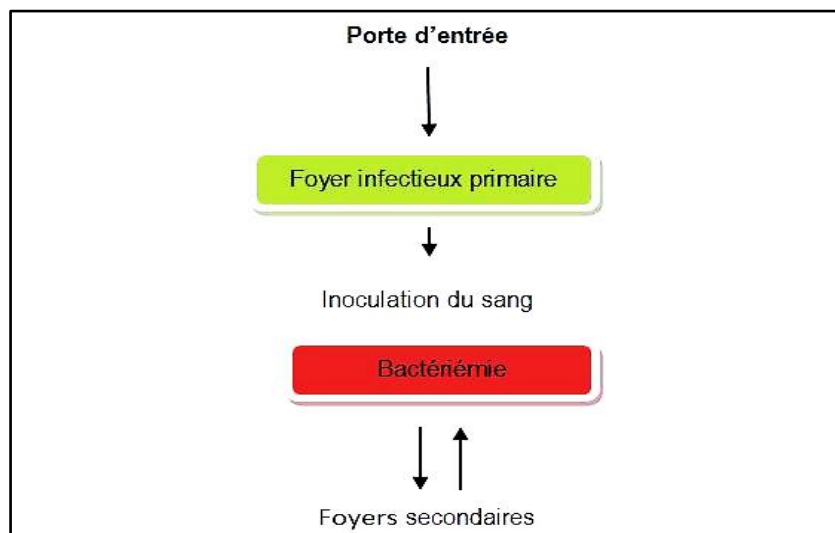 Porte d'entrée
Foyer infectieux primaire
Inoculation du sang
Bactériémie
Foyers secondaires